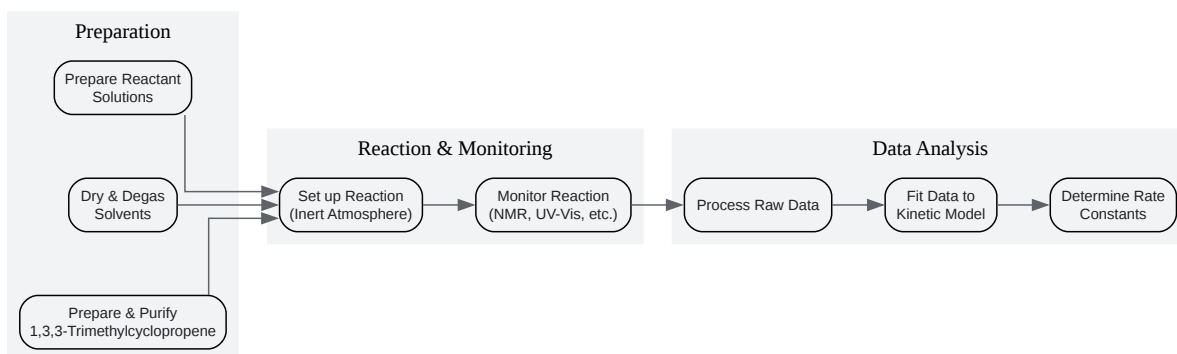 Preparation
Prepare Reactant
Solutions
Dry & Degas
Solvents
Prepare & Purify
1,3,3-Trimethylcyclopropene
Reaction & Monitoring
Set up Reaction
(Inert Atmosphere)
Monitor Reaction
(NMR, UV-Vis, etc.)
Data Analysis
Process Raw Data
Fit Data to
Kinetic Model
Determine Rate
Constants